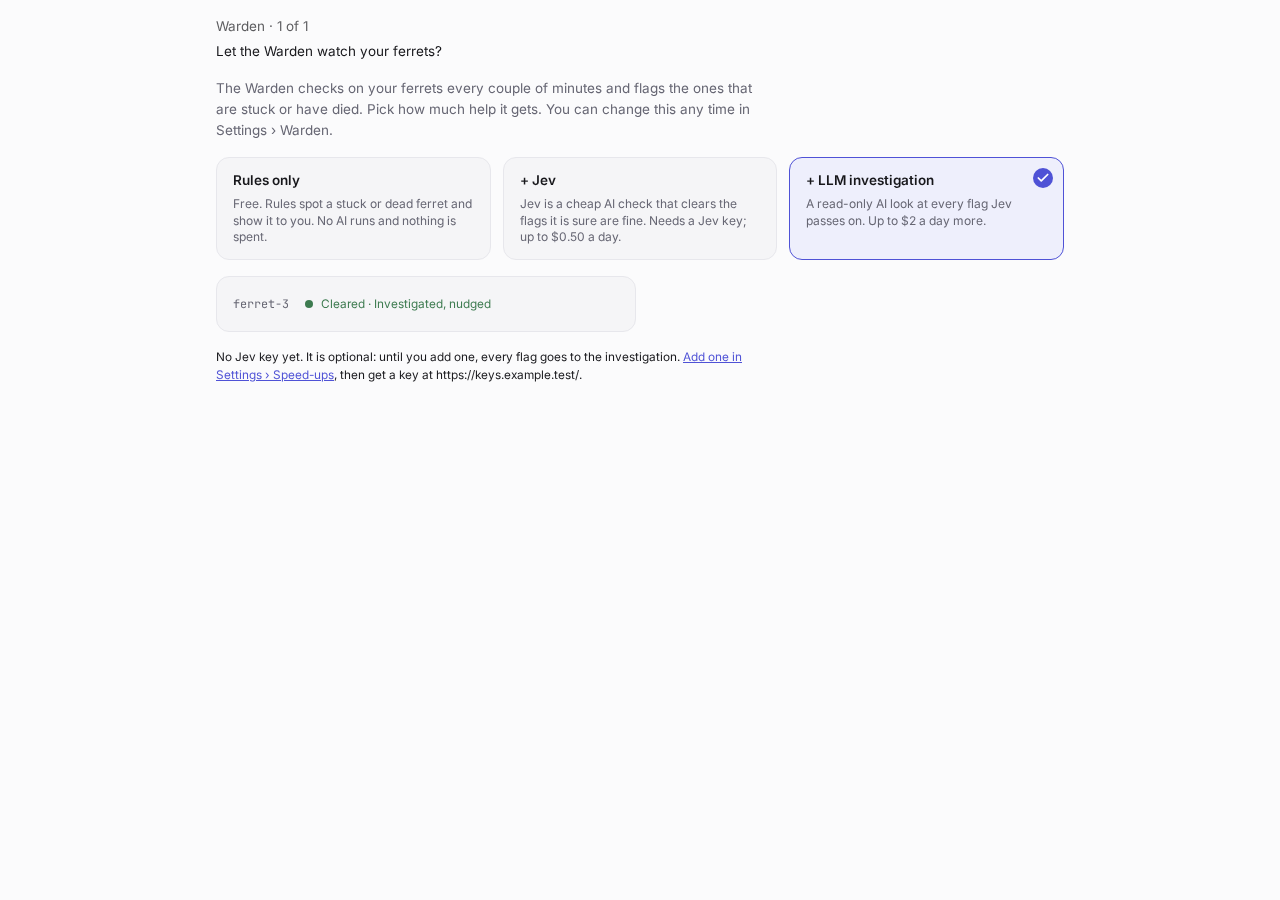 Warden · 1 of 1
Let the Warden watch your ferrets?
The Warden checks on your ferrets every couple of minutes and flags the ones that
are stuck or have died. Pick how much help it gets. You can change this any time in
Settings › Warden.
Rules only
Free. Rules spot a stuck or dead ferret and
show it to you. No AI runs and nothing is
spent.
+ Jev
Jev is a cheap AI check that clears the
flags it is sure are fine. Needs a Jev key;
up to $0.50 a day.
+ LLM investigation
A read-only AI look at every flag Jev
passes on. Up to $2 a day more.
ferret-3 Cleared · Investigated, nudged
No Jev key yet. It is optional: until you add one, every flag goes to the investigation. Add one in
Settings › Speed-ups, then get a key at https://keys.example.test/.